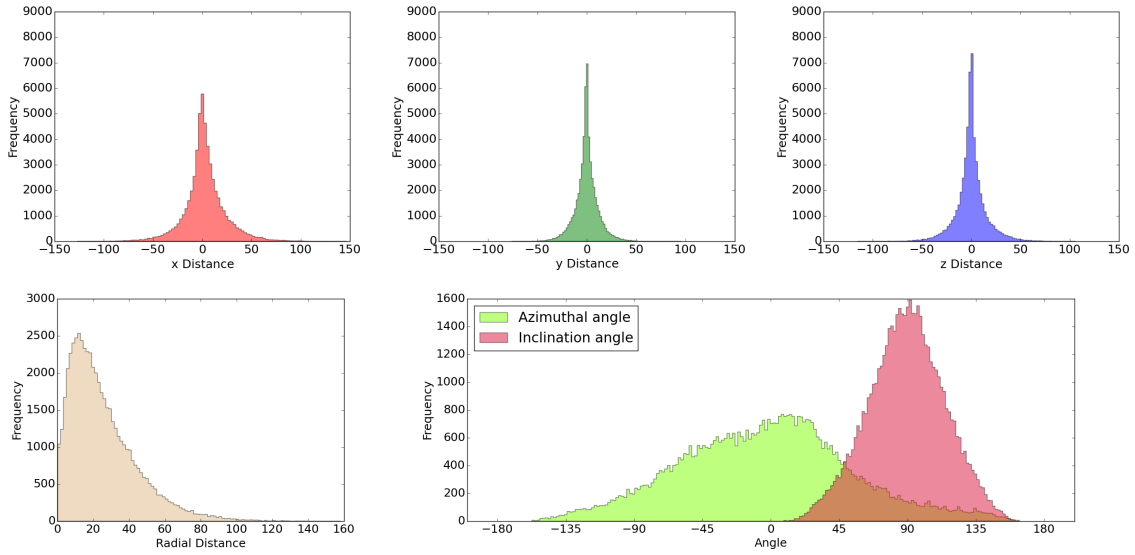 9000
8000
7000
6000
5000
4000
3000
2000
1000
0
Frequency
−150 −100 −50 0 50 100 150
x Distance
9000
8000
7000
6000
5000
4000
3000
2000
1000
0
Frequency
−150 −100 −50 0 50 100 150
y Distance
9000
8000
7000
6000
5000
4000
3000
2000
1000
0
Frequency
−150 −100 −50 0 50 100 150
z Distance
3000
2500
2000
1500
1000
500
0
Frequency
0 20 40 60 80 100 120 140 160
Radial Distance
1600
1400
1200
1000
800
600
400
200
0
Frequency
Azimuthal angle
Inclination angle
−180 −135 −90 −45 0 45 90 135 180
Angle